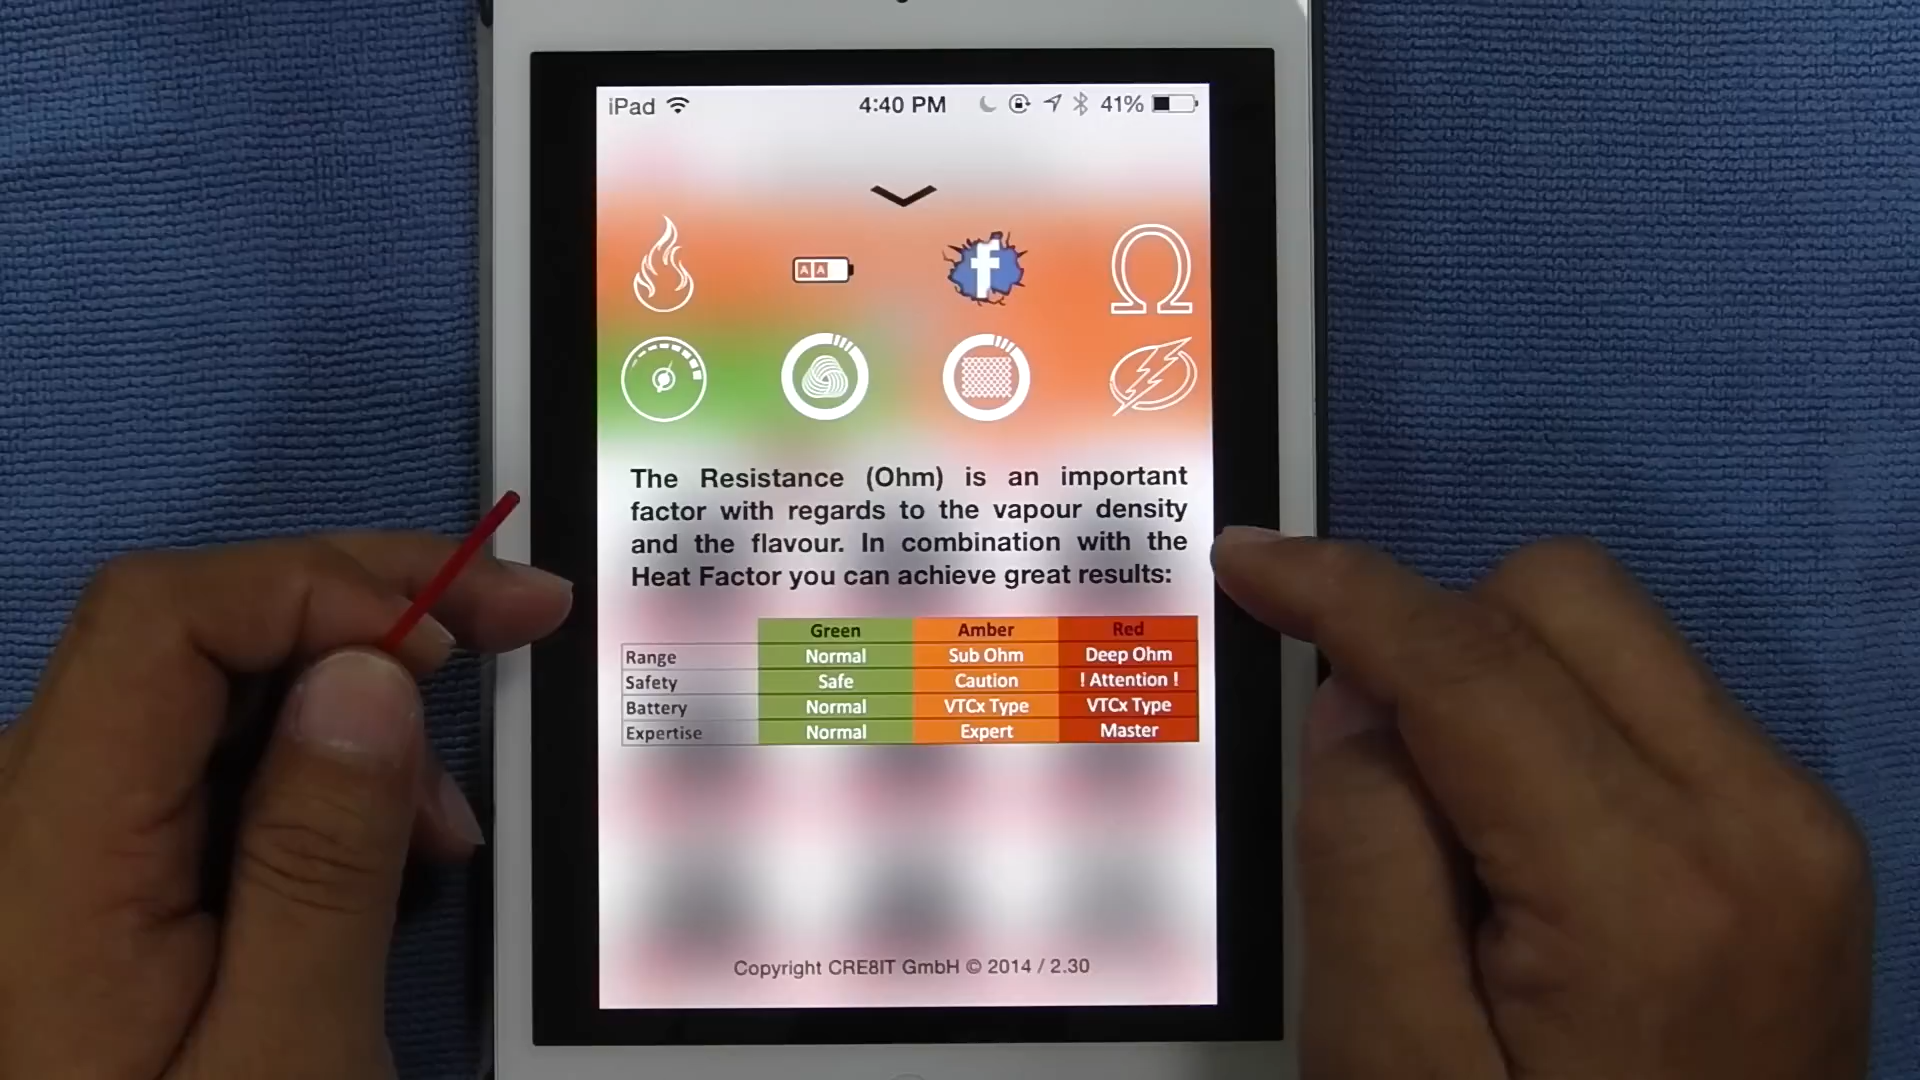 iPad 4:40 PM 41%
A A
f
Ω
The Resistance (Ohm) is an important
factor with regards to the vapour density
and the flavour. In combination with the
Heat Factor you can achieve great results:
Green Amber Red
Range Normal Sub Ohm Deep Ohm
Safety Safe Caution ! Attention !
Battery Normal VTCx Type VTCx Type
Expertise Normal Expert Master
Copyright CRE8IT GmbH © 2014 / 2.30